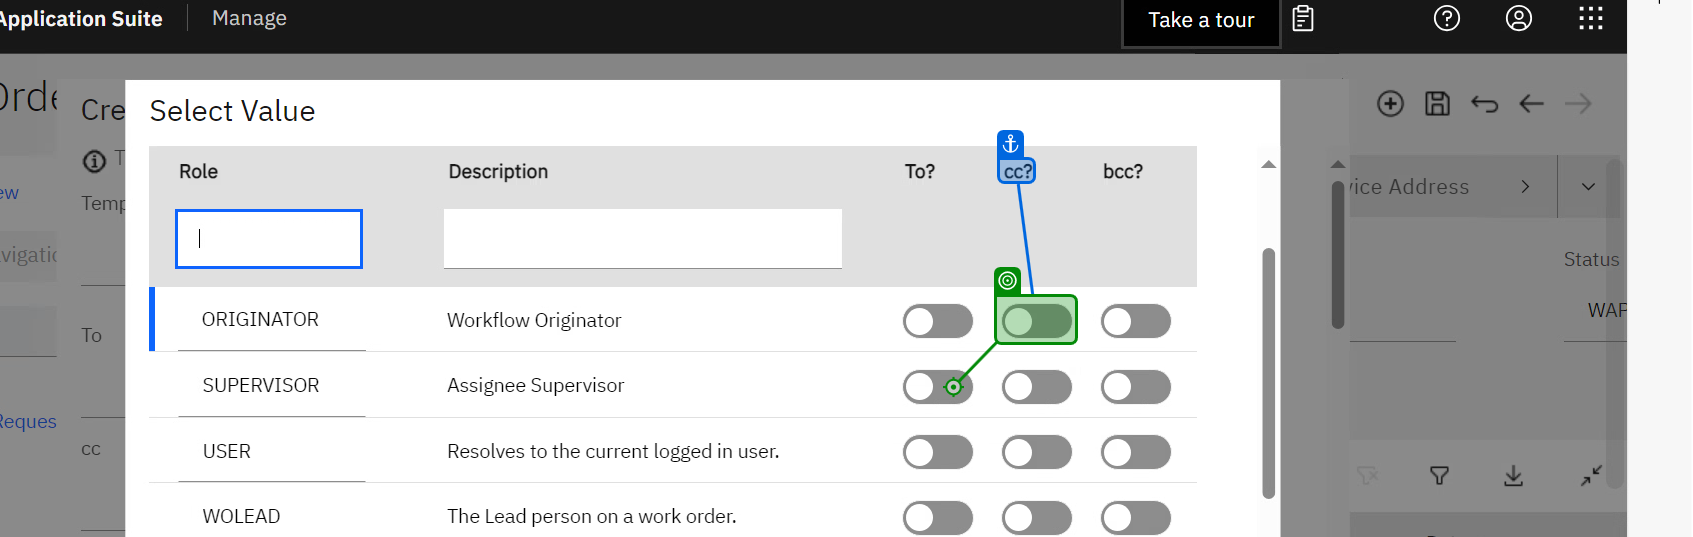 Application Suite Manage Take a tour
Orde
Cre Select Value
T
Role Description To? cc? bcc?
vice Address
ew
Temp
vigatio
Status
ORIGINATOR Workflow Originator
WAP
To
SUPERVISOR Assignee Supervisor
Reques
cc USER Resolves to the current logged in user.
WOLEAD The Lead person on a work order.